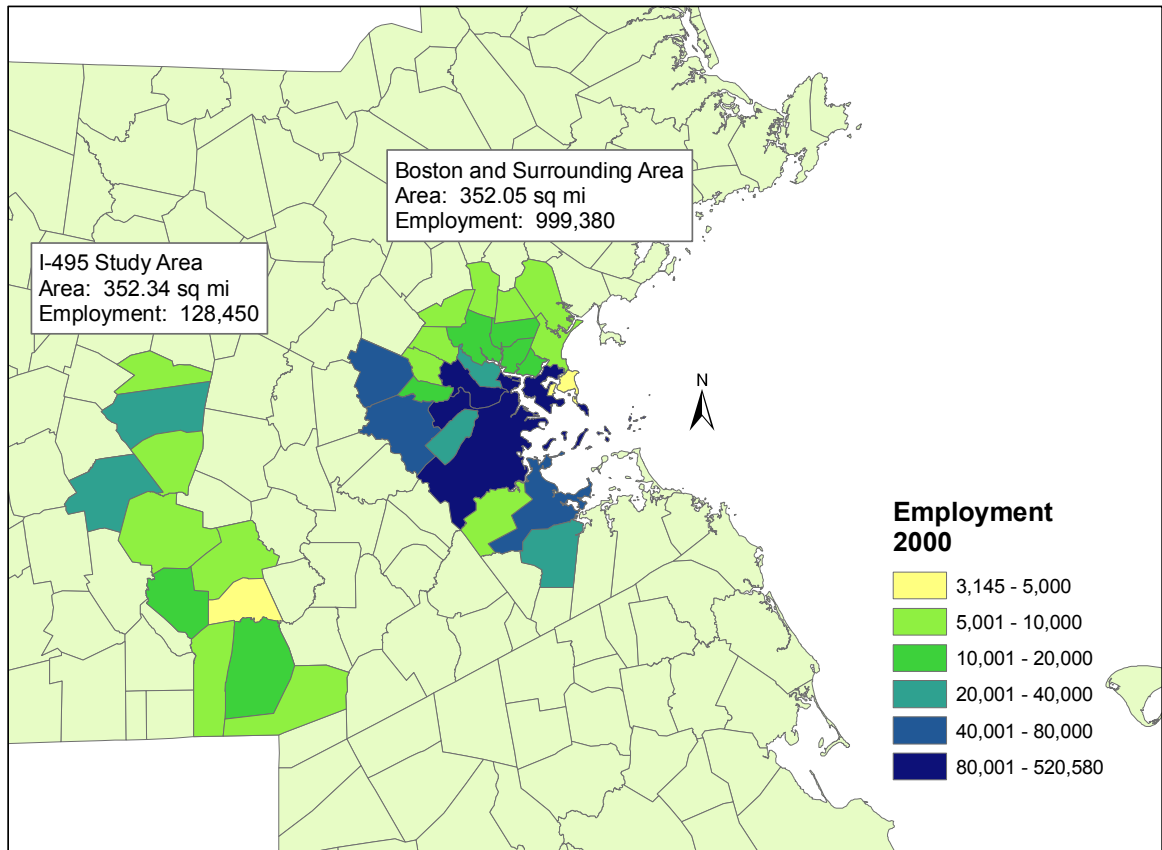 Boston and Surrounding Area
Area: 352.05 sq mi
Employment: 999,380
I-495 Study Area
Area: 352.34 sq mi
Employment: 128,450
N
Employment
2000
3,145 - 5,000
5,001 - 10,000
10,001 - 20,000
20,001 - 40,000
40,001 - 80,000
80,001 - 520,580